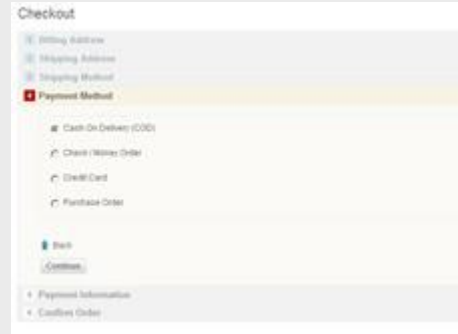 Checkout
Billing Address
Shipping Address
Shipping Method
Payment Method
Cash On Delivery (COD)
Check / Money Order
Credit Card
Purchase Order
Back
Continue
Payment Information
Confirm Order